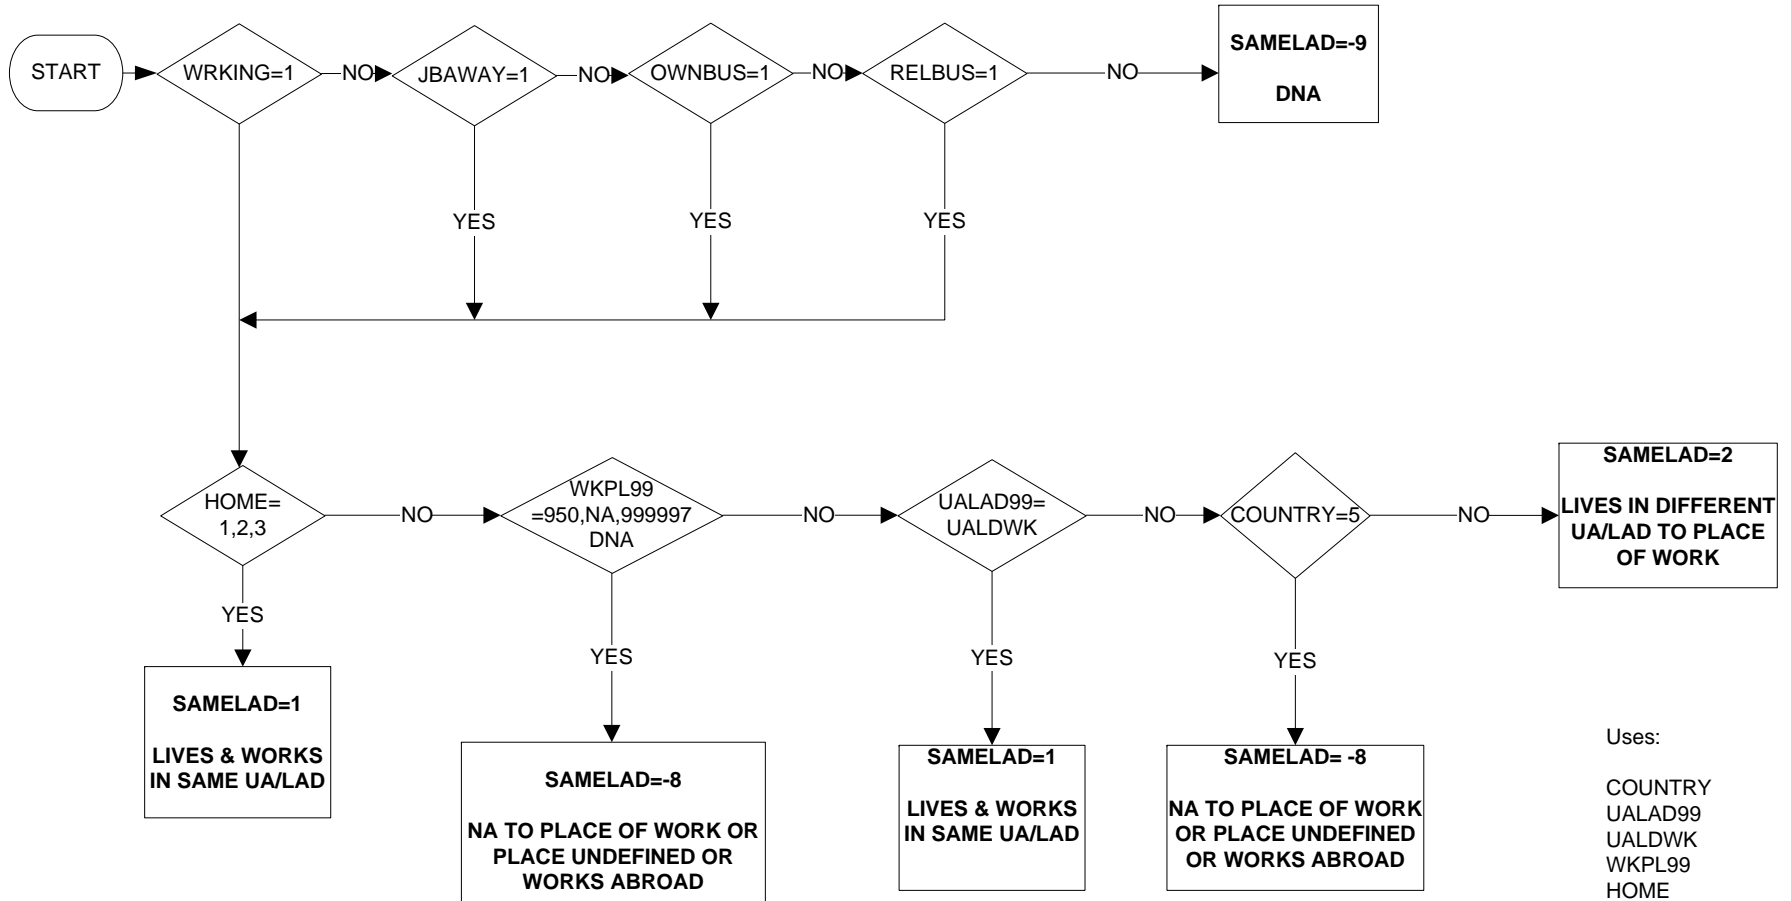 START
WRKING=1
NO
JBAWAY=1
NO
OWNBUS=1
NO
RELBUS=1
NO
SAMELAD=-9
DNA
YES
YES
YES
HOME=
1,2,3
NO
WKPL99
=950,NA,999997
DNA
NO
UALAD99=
UALDWK
NO
COUNTRY=5
NO
SAMELAD=2
LIVES IN DIFFERENT
UA/LAD TO PLACE
OF WORK
YES
YES
YES
YES
SAMELAD=1
LIVES & WORKS
IN SAME UA/LAD
SAMELAD=-8
NA TO PLACE OF WORK OR
PLACE UNDEFINED OR
WORKS ABROAD
SAMELAD=1
LIVES & WORKS
IN SAME UA/LAD
SAMELAD= -8
NA TO PLACE OF WORK
OR PLACE UNDEFINED
OR WORKS ABROAD
Uses:
COUNTRY
UALAD99
UALDWK
WKPL99
HOME